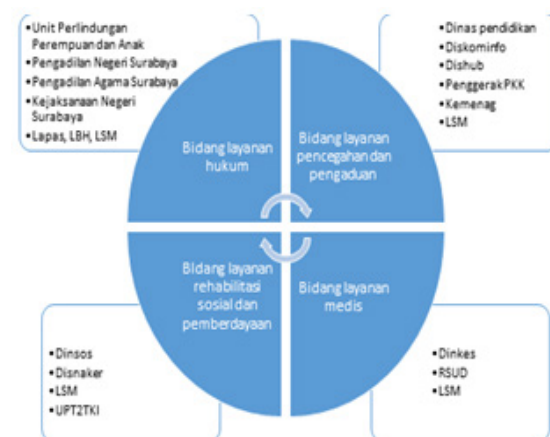 •Unit Perlindungan
Perempuan dan Anak
•Pengadilan Negeri Surabaya
•Pengadilan Agama Surabaya
•Kejaksanaan Negeri
Surabaya
•Lapas, LBH, LSM
•Dinas pendidikan
•Diskominfo
•Dishub
•Penggerak PKK
•Kemenag
•LSM
Bidang layanan
hukum
Bidang layanan
pencegahan dan
pengaduan
BIdang layanan
rehabilitasi
sosial dan
pemberdayaan
Bidang layanan
medis
•Dinsos
•Disnaker
•LSM
•UPT2TKI
•Dinkes
•RSUD
•LSM